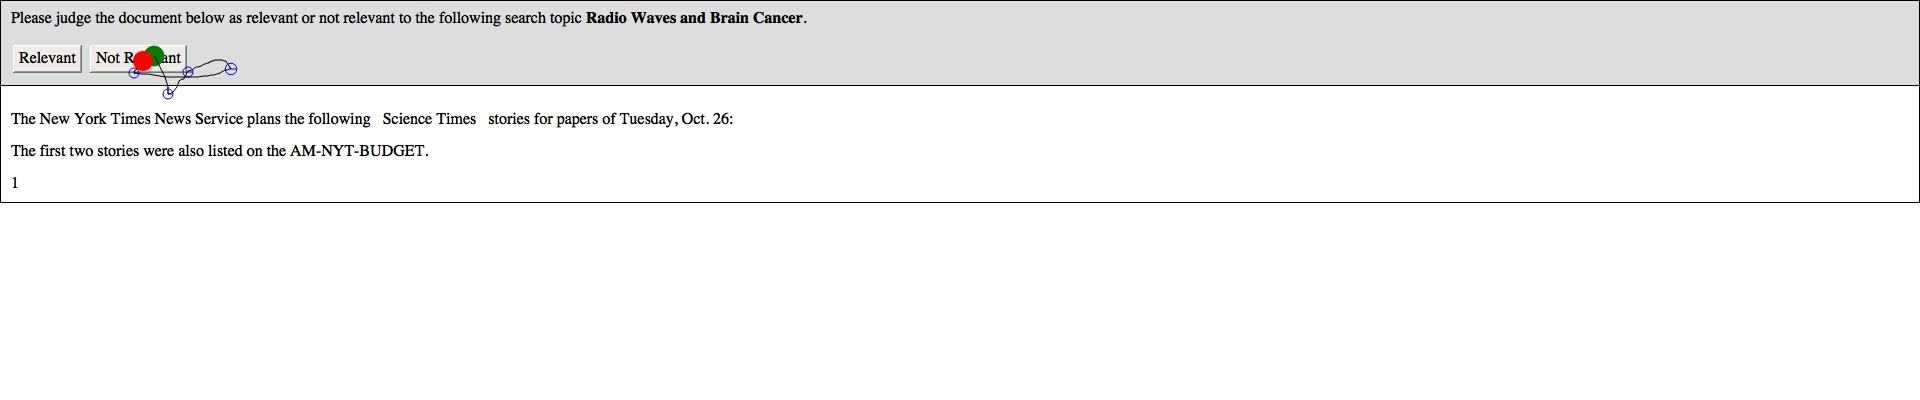 Please judge the document below as relevant or not relevant to the following search topic Radio Waves and Brain Cancer.
Relevant Not
The New York Times News Service plans the following Science Times stories for papers of Tuesday, Oct. 26:
The first two stories were also listed on the AM-NYT-BUDGET.
1